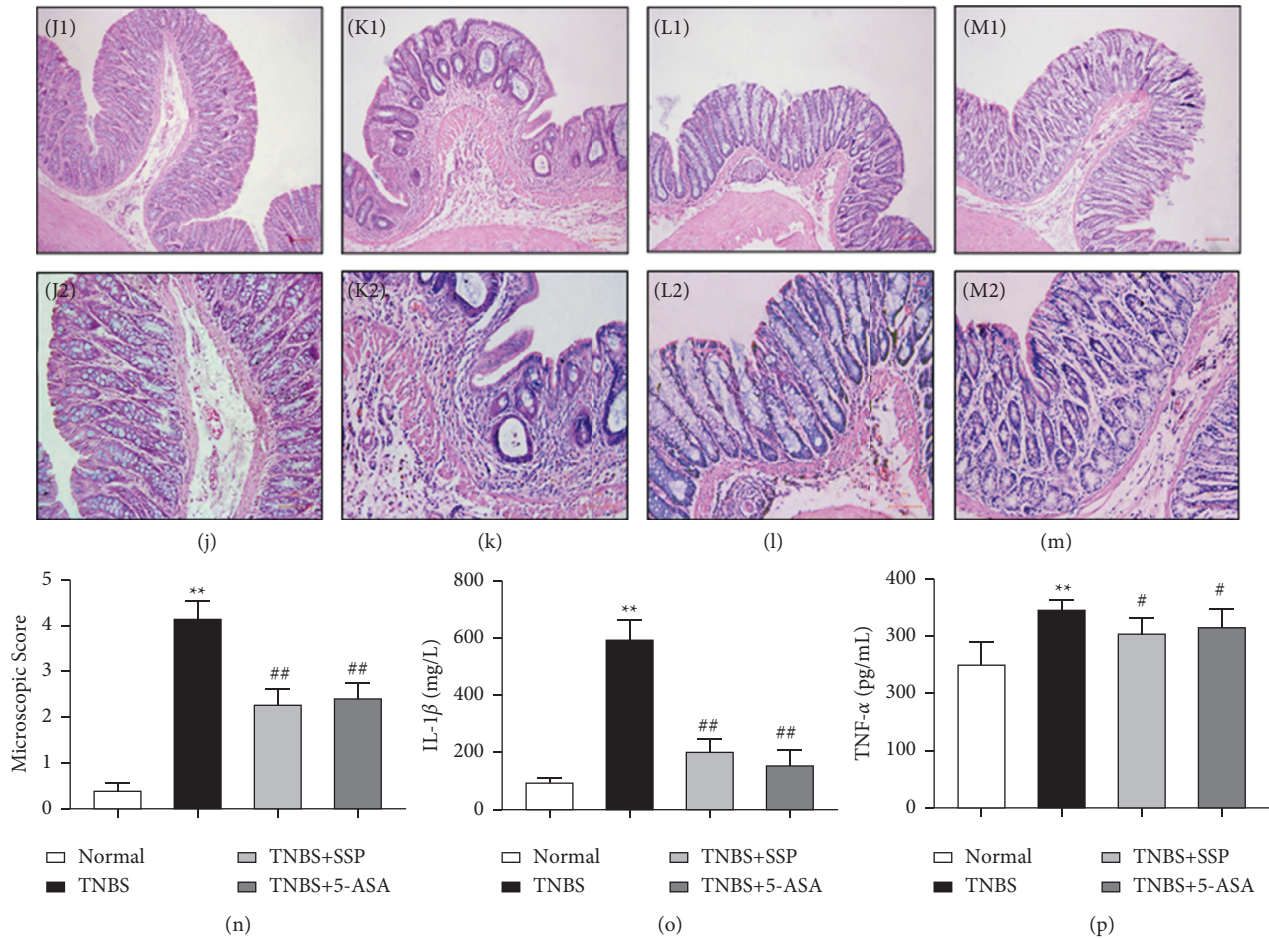 (J1) (K1) (L1) (M1)
(J2) (K2) (L2) (M2)
(j) (k) (l) (m)
Microscopic Score
5
4
3
2
1
0
**
##
##
Normal
TNBS
TNBS+SSP
TNBS+5-ASA
(n)
IL-1β (mg/L)
800
600
400
200
0
**
##
##
Normal
TNBS
TNBS+SSP
TNBS+5-ASA
(o)
TNF-α (pg/mL)
400
300
300
100
0
**
#
#
Normal
TNBS
TNBS+SSP
TNBS+5-ASA
(p)